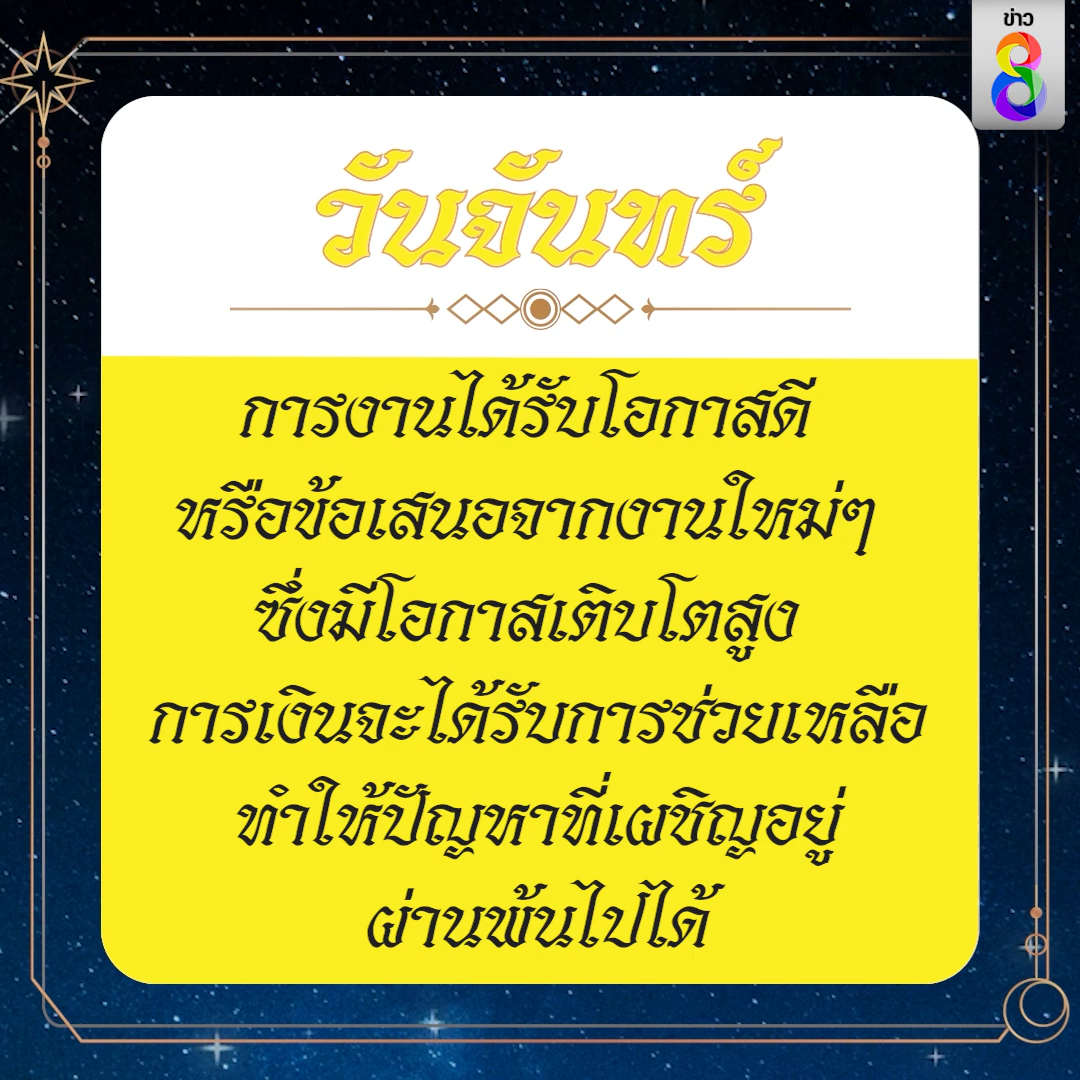 ข่าว
8
วันจันทร์
การงานได้รับโอกาสดี
หรือข้อเสนอจากงานใหม่ๆ
ซึ่งมีโอกาสเติบโตสูง
การเงินจะได้รับการช่วยเหลือ
ทำให้ปัญหาที่เผชิญอยู่
ผ่านพ้นไปได้